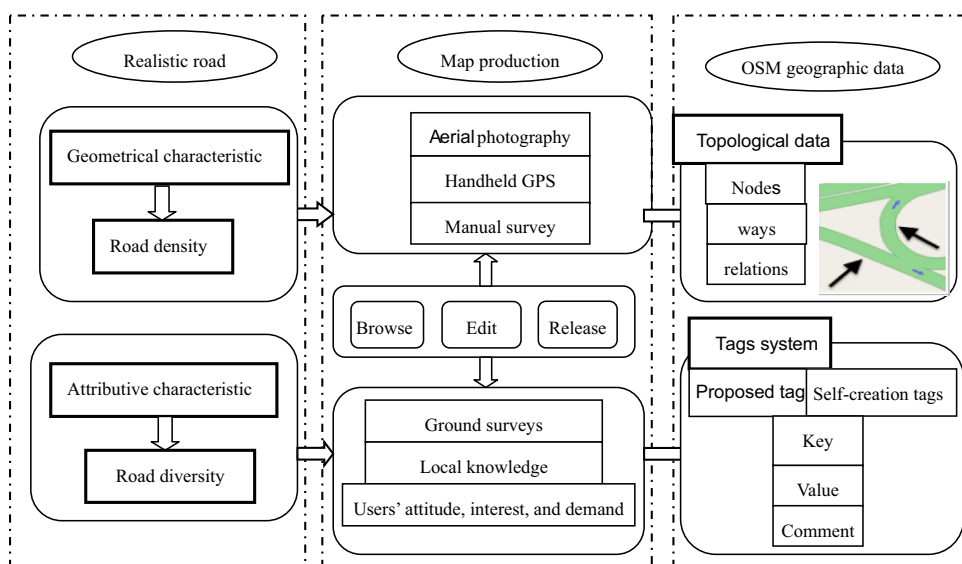 Realistic road
Geometrical characteristic
Road density
Attributive characteristic
Road diversity
Map production
Aerial photography
Handheld GPS
Manual survey
Browse
Edit
Release
Ground surveys
Local knowledge
Users’ attitude, interest, and demand
OSM geographic data
Topological data
Nodes
ways
relations
Tags system
Proposed tag
Self-creation tags
Key
Value
Comment